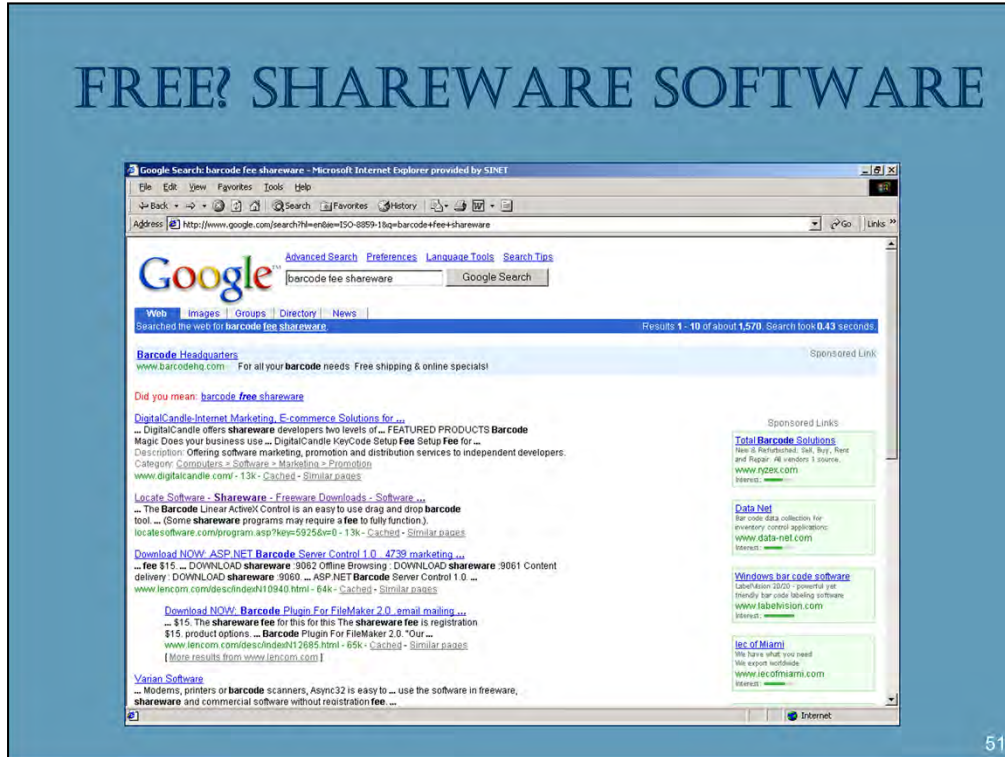 FREE? SHAREWARE SOFTWARE
Google Search: barcode fee shareware - Microsoft Internet Explorer provided by SINET
File Edit View Favorites Tools Help
Back Search Favorites History
Address http://www.google.com/search?hl=en&ie=ISO-8859-1&q=barcode+fee+shareware Go Links »
Google™
Advanced Search Preferences Language Tools Search Tips
barcode fee shareware Google Search
Web Images Groups Directory News
Searched the web for barcode fee shareware. Results 1 - 10 of about 1,570. Search took 0.43 seconds.
Barcode Headquarters Sponsored Link
www.barcodehq.com For all your barcode needs Free shipping & online specials!
Did you mean: barcode free shareware
DigitalCandle-Internet Marketing, E-commerce Solutions for ...
... DigitalCandle offers shareware developers two levels of ... FEATURED PRODUCTS Barcode
Magic Does your business use ... DigitalCandle KeyCode Setup Fee Setup Fee for ...
Description: Offering software marketing, promotion and distribution services to independent developers.
Category: Computers > Software > Marketing > Promotion
www.digitalcandle.com/ - 13k - Cached - Similar pages
Locate Software - Shareware - Freeware Downloads - Software ...
... The Barcode Linear ActiveX Control is an easy to use drag and drop barcode
tool. ... (Some shareware programs may require a fee to fully function.).
locatesoftware.com/program.asp?key=5925&v=0 - 13k - Cached - Similar pages
Download NOW: ASP.NET Barcode Server Control 1.0 . 4739 marketing ...
... fee $15. ... DOWNLOAD shareware :9062 Offline Browsing : DOWNLOAD shareware :9061 Content
delivery : DOWNLOAD shareware :9060. ... ASP.NET Barcode Server Control 1.0. ...
www.lencom.com/desc/indexN10940.html - 64k - Cached - Similar pages
Download NOW: Barcode Plugin For FileMaker 2.0 .email mailing ...
... $15. The shareware fee for this for this The shareware fee is registration
$15. product options. ... Barcode Plugin For FileMaker 2.0. "Our ...
www.lencom.com/desc/indexN12685.html - 65k - Cached - Similar pages
[ More results from www.lencom.com ]
Varian Software
... Modems, printers or barcode scanners, Async32 is easy to ... use the software in freeware,
shareware and commercial software without registration fee. ...
Sponsored Links
Total Barcode Solutions
New & Refurbished. Sell, Buy, Rent
and Repair. All vendors 1 source.
www.ryzex.com
Interest:
Data Net
Bar code data collection for
inventory control applications
www.data-net.com
Interest:
Windows bar code software
LabelVision 20/20 - powerful yet
friendly bar code labeling software
www.labelvision.com
Interest:
Iec of Miami
We have what you need
We export worldwide
www.iecofmiami.com
Interest:
Internet
51